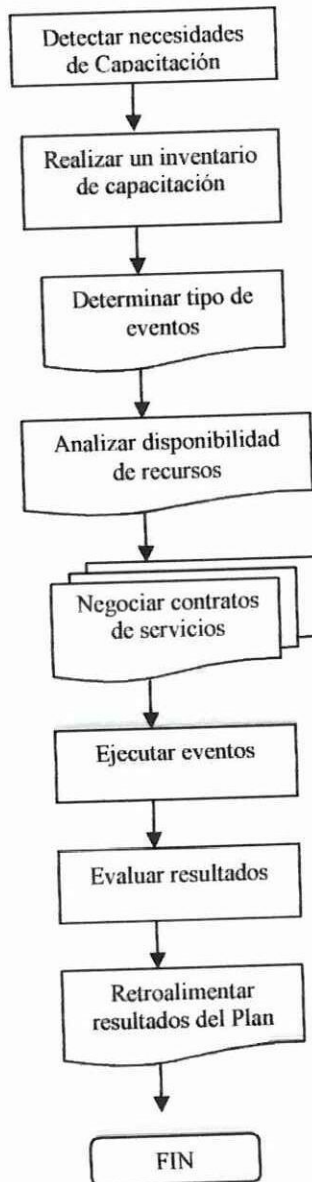 Detectar necesidades
de Capacitación
Realizar un inventario
de capacitación
Determinar tipo de
eventos
Analizar disponibilidad
de recursos
Negociar contratos
de servicios
Ejecutar eventos
Evaluar resultados
Retroalimentar
resultados del Plan
FIN